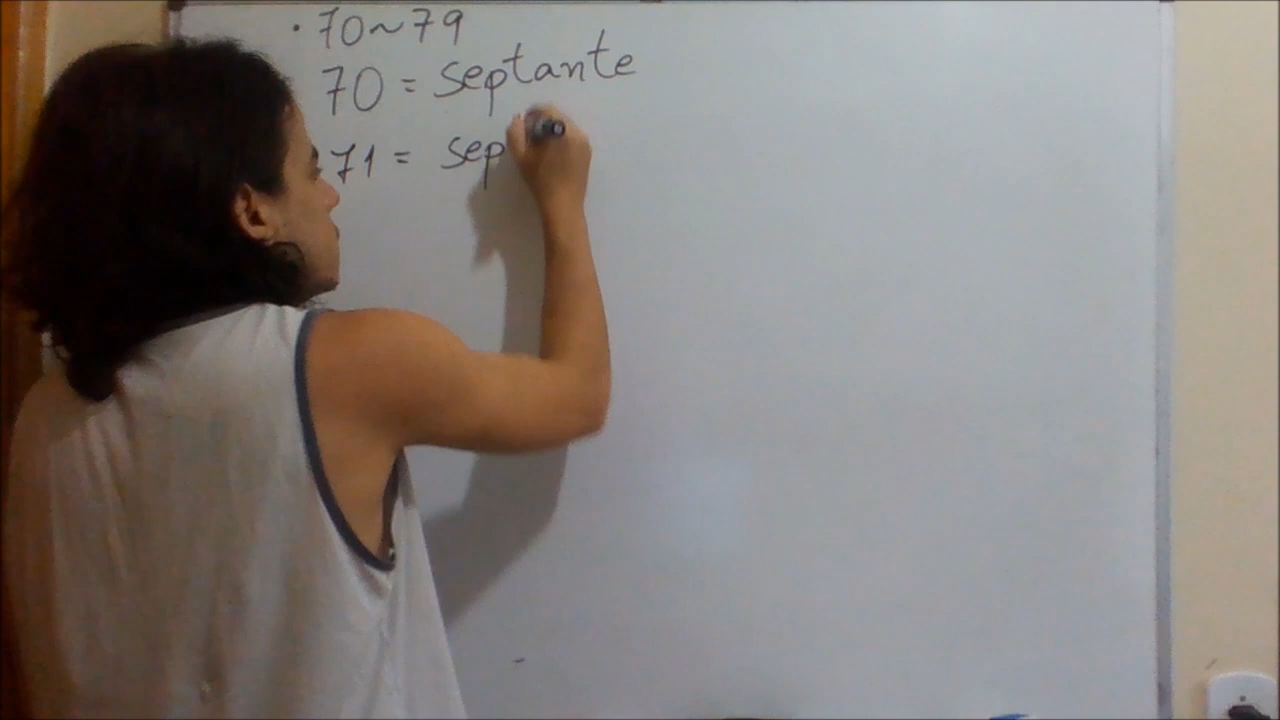 · 70~79
70 = septante
71 = sep